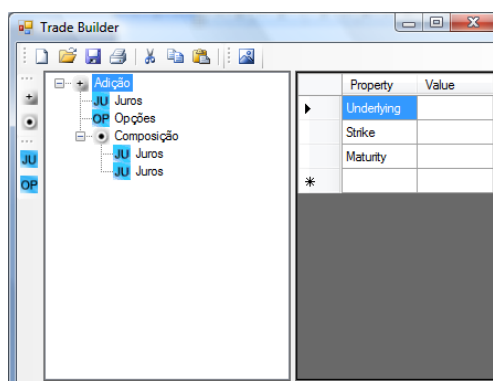 Trade Builder
Adição
JU Juros
OP Opções
Composição
JU Juros
JU Juros
JU
OP
Property Value
Underlying
Strike
Maturity